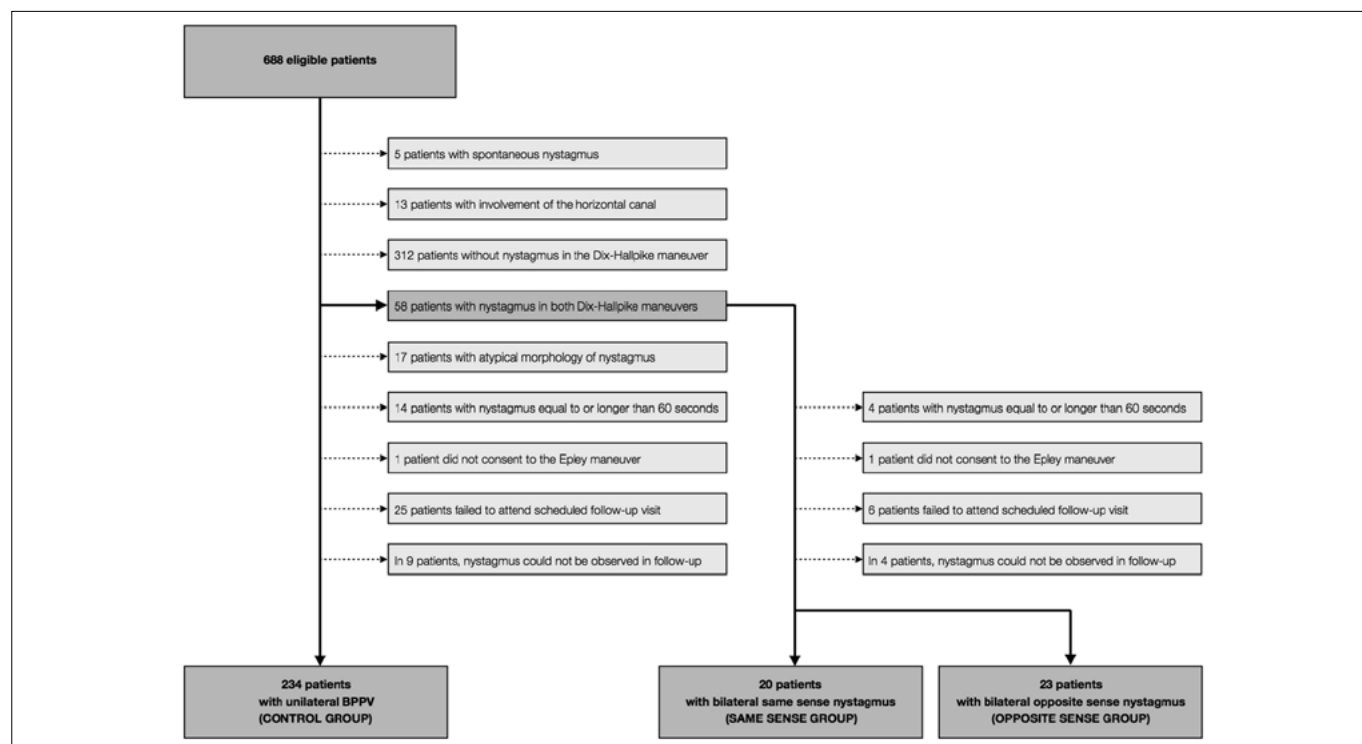 688 eligible patients
5 patients with spontaneous nystagmus
13 patients with involvement of the horizontal canal
312 patients without nystagmus in the Dix-Hallpike maneuver
58 patients with nystagmus in both Dix-Hallpike maneuvers
17 patients with atypical morphology of nystagmus
14 patients with nystagmus equal to or longer than 60 seconds
1 patient did not consent to the Epley maneuver
25 patients failed to attend scheduled follow-up visit
In 9 patients, nystagmus could not be observed in follow-up
4 patients with nystagmus equal to or longer than 60 seconds
1 patient did not consent to the Epley maneuver
6 patients failed to attend scheduled follow-up visit
In 4 patients, nystagmus could not be observed in follow-up
234 patients
with unilateral BPPV
(CONTROL GROUP)
20 patients
with bilateral same sense nystagmus
(SAME SENSE GROUP)
23 patients
with bilateral opposite sense nystagmus
(OPPOSITE SENSE GROUP)